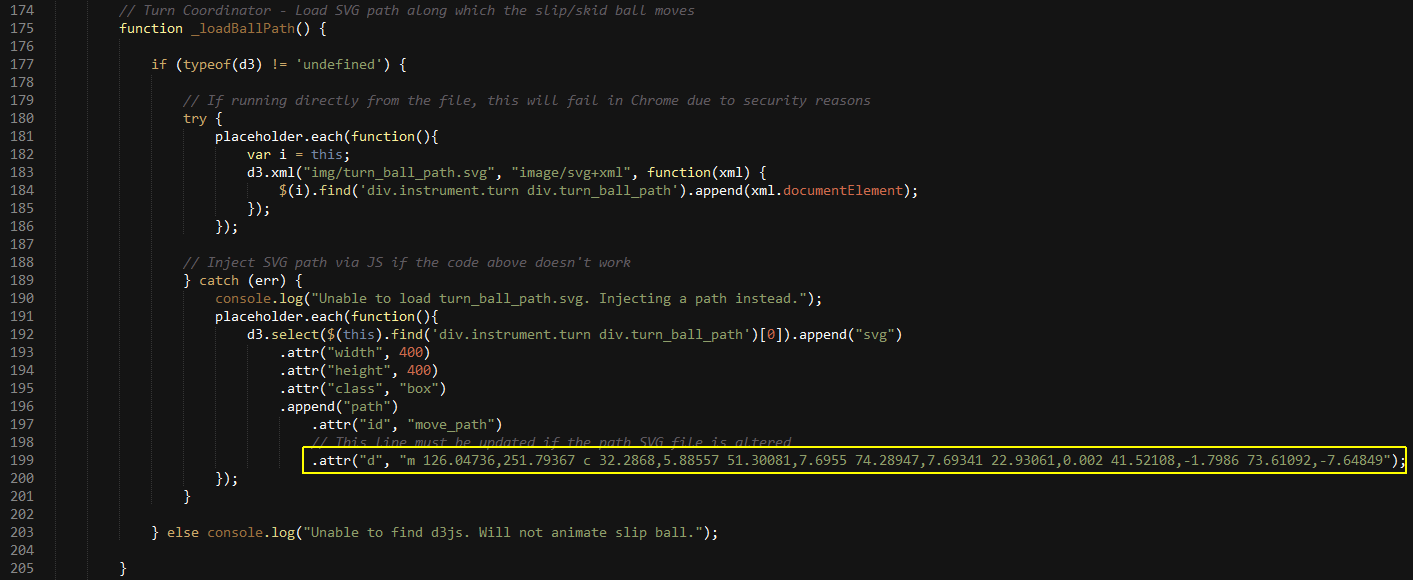 174 // Turn Coordinator - Load SVG path along which the slip/skid ball moves
175 function _loadBallPath() {
176
177 if (typeof(d3) != 'undefined') {
178
179 // If running directly from the file, this will fail in Chrome due to security reasons
180 try {
181 placeholder.each(function(){
182 var i = this;
183 d3.xml("img/turn_ball_path.svg", "image/svg+xml", function(xml) {
184 $(i).find('div.instrument.turn div.turn_ball_path').append(xml.documentElement);
185 });
186 });
187
188 // Inject SVG path via JS if the code above doesn't work
189 } catch (err) {
190 console.log("Unable to load turn_ball_path.svg. Injecting a path instead.");
191 placeholder.each(function(){
192 d3.select($(this).find('div.instrument.turn div.turn_ball_path')[0]).append("svg")
193 .attr("width", 400)
194 .attr("height", 400)
195 .attr("class", "box")
196 .append("path")
197 .attr("id", "move_path")
198 // This line must be updated if the path SVG file is altered
199 .attr("d", "m 126.04736,251.79367 c 32.2868,5.88557 51.30081,7.6955 74.28947,7.69341 22.93061,0.002 41.52108,-1.7986 73.61092,-7.64849");
200 });
201 }
202
203 } else console.log("Unable to find d3js. Will not animate slip ball.");
204
205 }